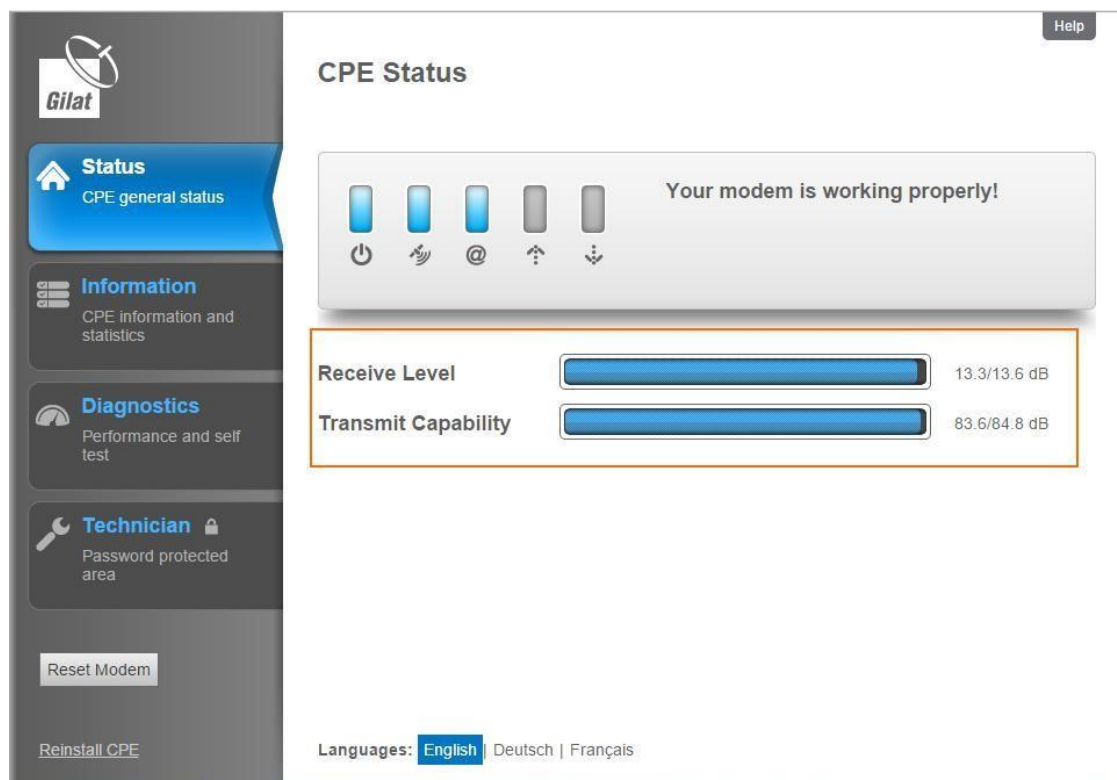 Help
Gilat
CPE Status
Status
CPE general status
Your modem is working properly!
@
Information
CPE information and
statistics
Receive Level 13.3/13.6 dB
Transmit Capability 83.6/84.8 dB
Diagnostics
Performance and self
test
Technician
Password protected
area
Reset Modem
Reinstall CPE
Languages: English | Deutsch | Français